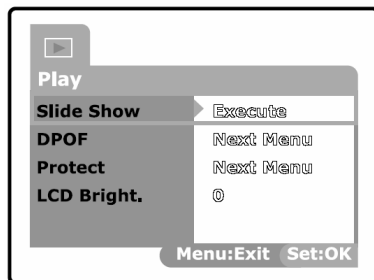 Play
Slide Show Execute
DPOF Next Menu
Protect Next Menu
LCD Bright. 0
Menu:Exit Set:OK